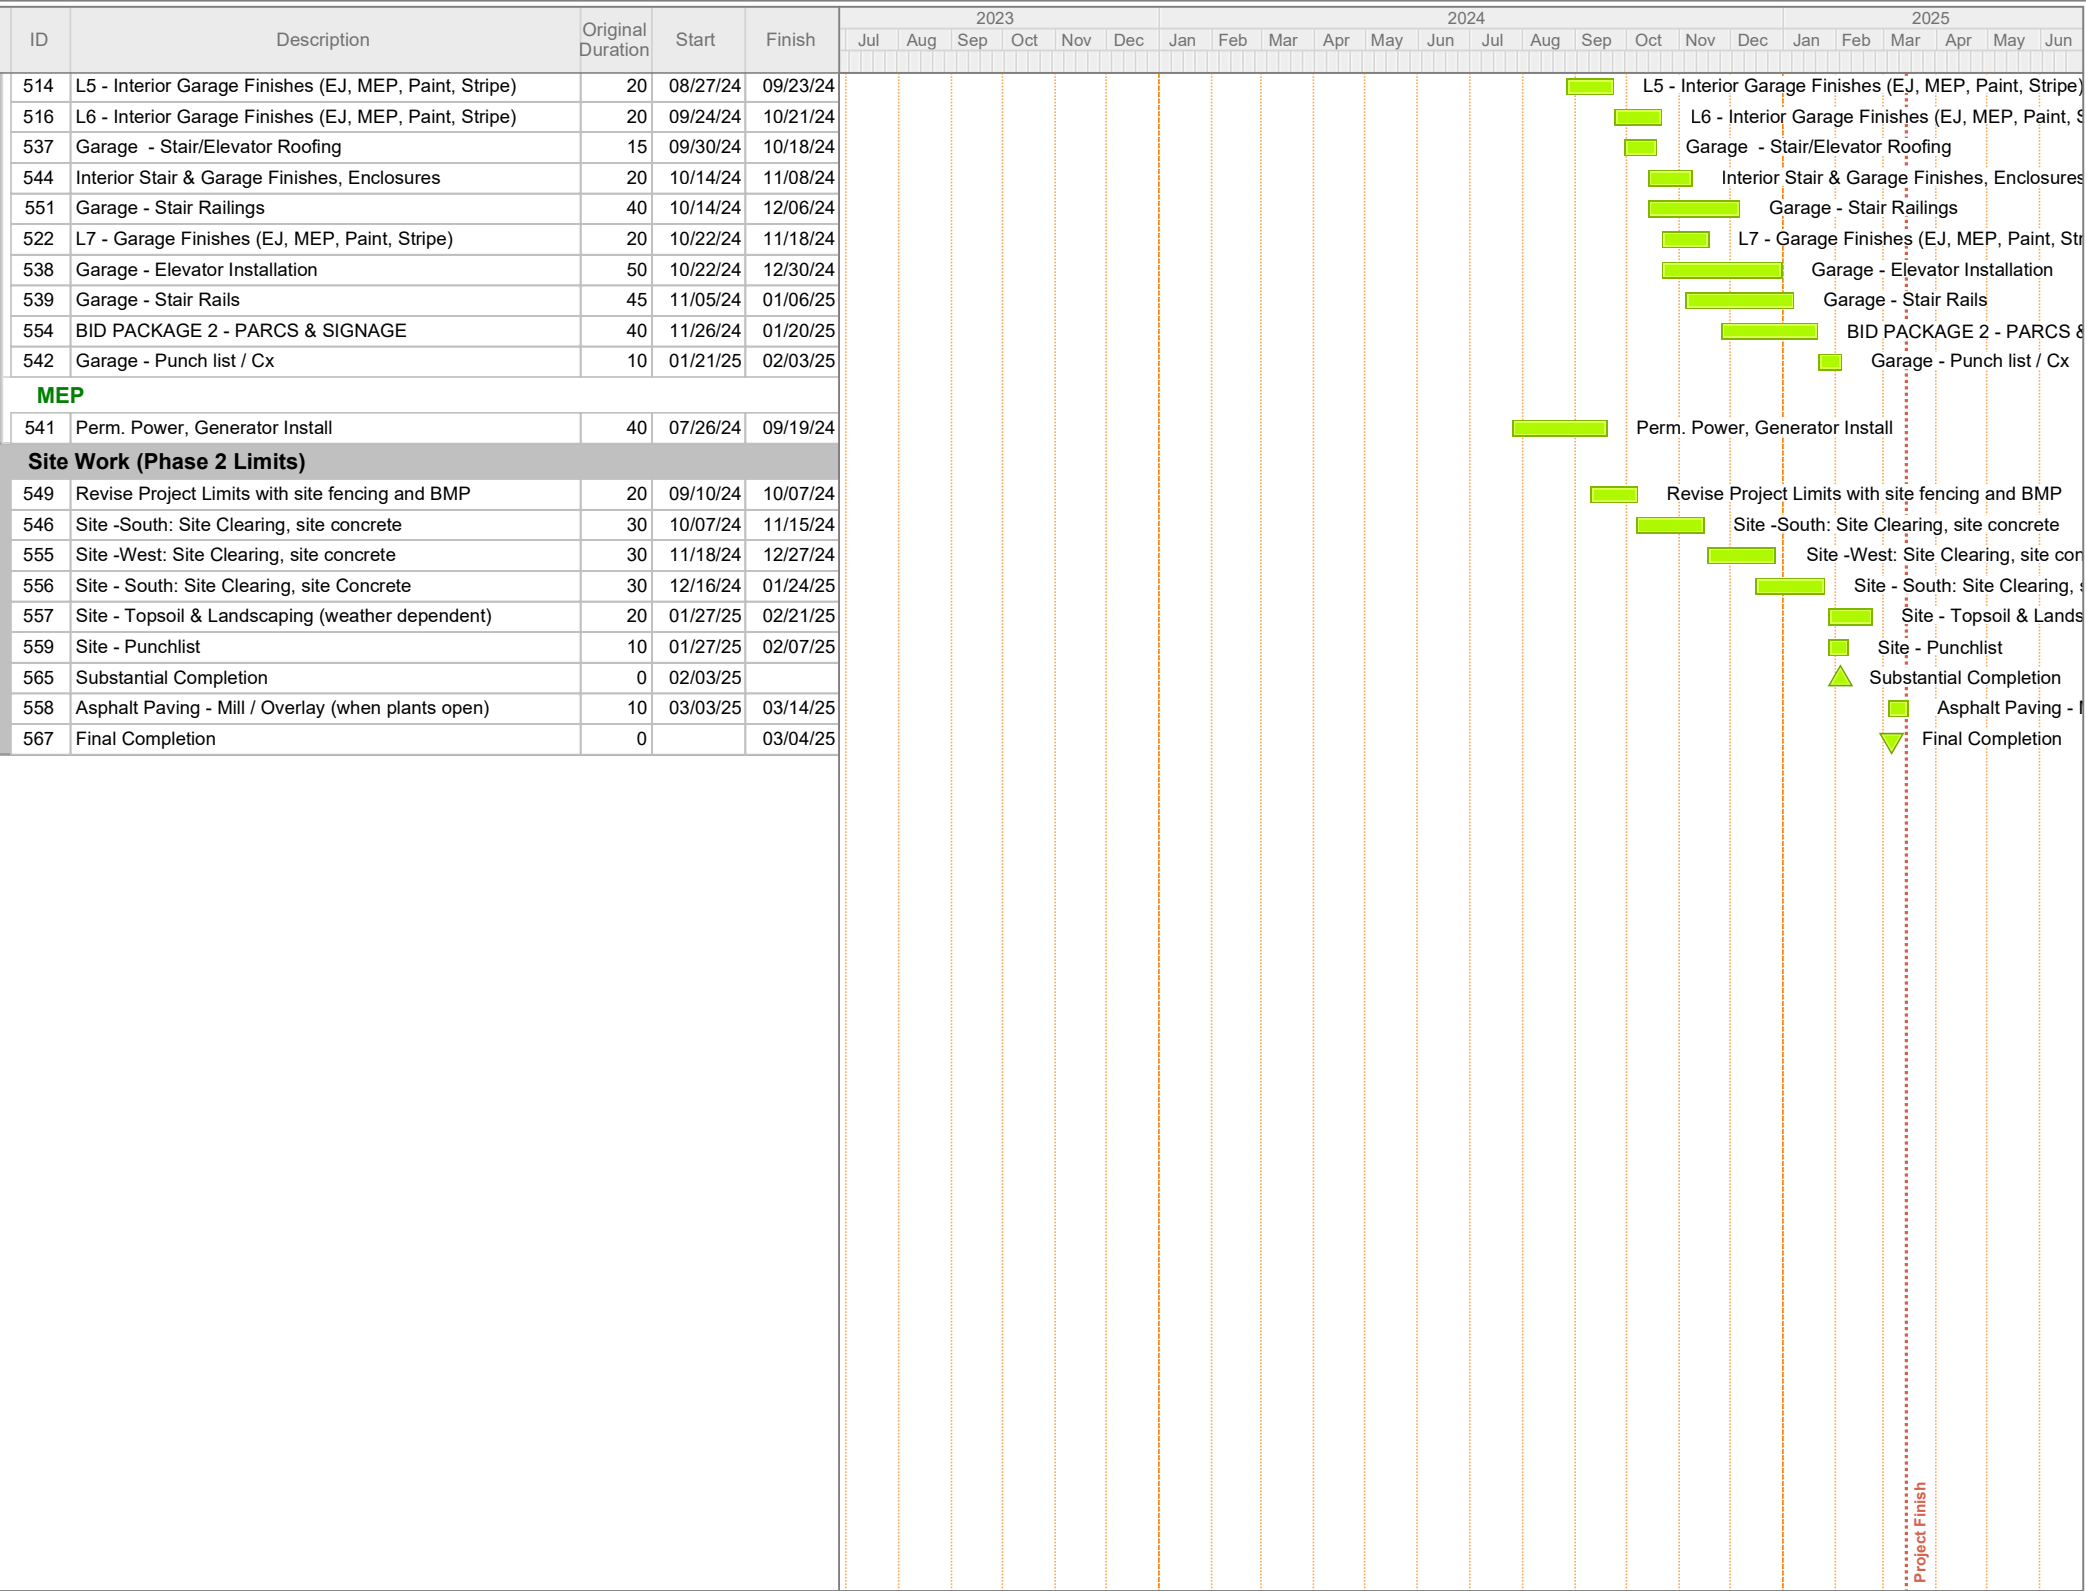 2023 2024 2025
ID Description Original Duration Start Finish Jul Aug Sep Oct Nov Dec Jan Feb Mar Apr May Jun Jul Aug Sep Oct Nov Dec Jan Feb Mar Apr May Jun
514 L5 - Interior Garage Finishes (EJ, MEP, Paint, Stripe) 20 08/27/24 09/23/24 L5 - Interior Garage Finishes (EJ, MEP, Paint, Stripe)
516 L6 - Interior Garage Finishes (EJ, MEP, Paint, Stripe) 20 09/24/24 10/21/24 L6 - Interior Garage Finishes (EJ, MEP, Paint, S
537 Garage - Stair/Elevator Roofing 15 09/30/24 10/18/24 Garage - Stair/Elevator Roofing
544 Interior Stair & Garage Finishes, Enclosures 20 10/14/24 11/08/24 Interior Stair & Garage Finishes, Enclosures
551 Garage - Stair Railings 40 10/14/24 12/06/24 Garage - Stair Railings
522 L7 - Garage Finishes (EJ, MEP, Paint, Stripe) 20 10/22/24 11/18/24 L7 - Garage Finishes (EJ, MEP, Paint, Str
538 Garage - Elevator Installation 50 10/22/24 12/30/24 Garage - Elevator Installation
539 Garage - Stair Rails 45 11/05/24 01/06/25 Garage - Stair Rails
554 BID PACKAGE 2 - PARCS & SIGNAGE 40 11/26/24 01/20/25 BID PACKAGE 2 - PARCS &
542 Garage - Punch list / Cx 10 01/21/25 02/03/25 Garage - Punch list / Cx
MEP
541 Perm. Power, Generator Install 40 07/26/24 09/19/24 Perm. Power, Generator Install
Site Work (Phase 2 Limits)
549 Revise Project Limits with site fencing and BMP 20 09/10/24 10/07/24 Revise Project Limits with site fencing and BMP
546 Site -South: Site Clearing, site concrete 30 10/07/24 11/15/24 Site -South: Site Clearing, site concrete
555 Site -West: Site Clearing, site concrete 30 11/18/24 12/27/24 Site -West: Site Clearing, site con
556 Site - South: Site Clearing, site Concrete 30 12/16/24 01/24/25 Site - South: Site Clearing, s
557 Site - Topsoil & Landscaping (weather dependent) 20 01/27/25 02/21/25 Site - Topsoil & Lands
559 Site - Punchlist 10 01/27/25 02/07/25 Site - Punchlist
565 Substantial Completion 0 02/03/25 Substantial Completion
558 Asphalt Paving - Mill / Overlay (when plants open) 10 03/03/25 03/14/25 Asphalt Paving -
567 Final Completion 0 03/04/25 Final Completion
Project Finish